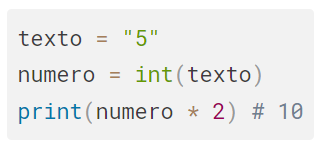 texto = "5"
numero = int(texto)
print(numero * 2) # 10